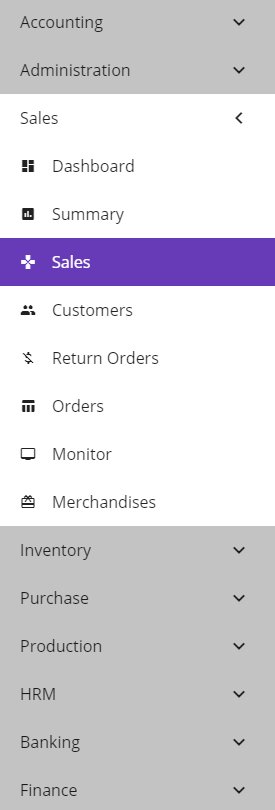 Accounting
Administration
Sales
Dashboard
Summary
Sales
Customers
Return Orders
Orders
Monitor
Merchandises
Inventory
Purchase
Production
HRM
Banking
Finance